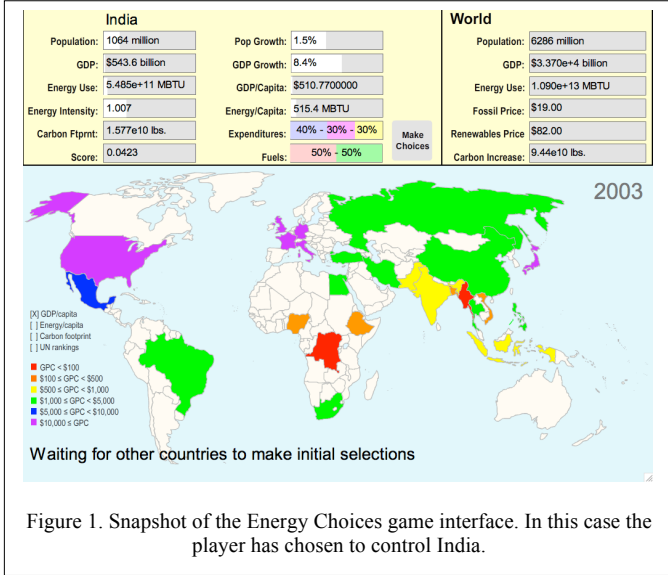 India
Population: 1064 million
GDP: $543.6 billion
Energy Use: 5.485e+11 MBTU
Energy Intensity: 1.007
Carbon Ftprnt: 1.577e10 lbs.
Score: 0.0423
Pop Growth: 1.5%
GDP Growth: 8.4%
GDP/Capita: $510.7700000
Energy/Capita: 515.4 MBTU
Expenditures: 40% - 30% - 30%
Fuels: 50% - 50%
Make
Choices
World
Population: 6286 million
GDP: $3.370e+4 billion
Energy Use: 1.090e+13 MBTU
Fossil Price: $19.00
Renewables Price $82.00
Carbon Increase: 9.44e10 lbs.
2003
[X] GDP/capita
[ ] Energy/capita
[ ] Carbon footprint
[ ] UN rankings
GPC < $100
$100 ≤ GPC < $500
$500 ≤ GPC < $1,000
$1,000 ≤ GPC < $5,000
$5,000 ≤ GPC < $10,000
$10,000 ≤ GPC
Waiting for other countries to make initial selections
Figure 1. Snapshot of the Energy Choices game interface. In this case the
player has chosen to control India.